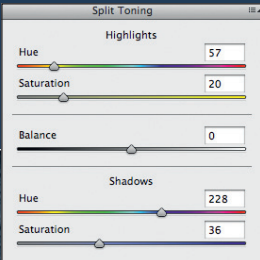 Split Toning
Highlights
Hue 57
Saturation 20
Balance 0
Shadows
Hue 228
Saturation 36